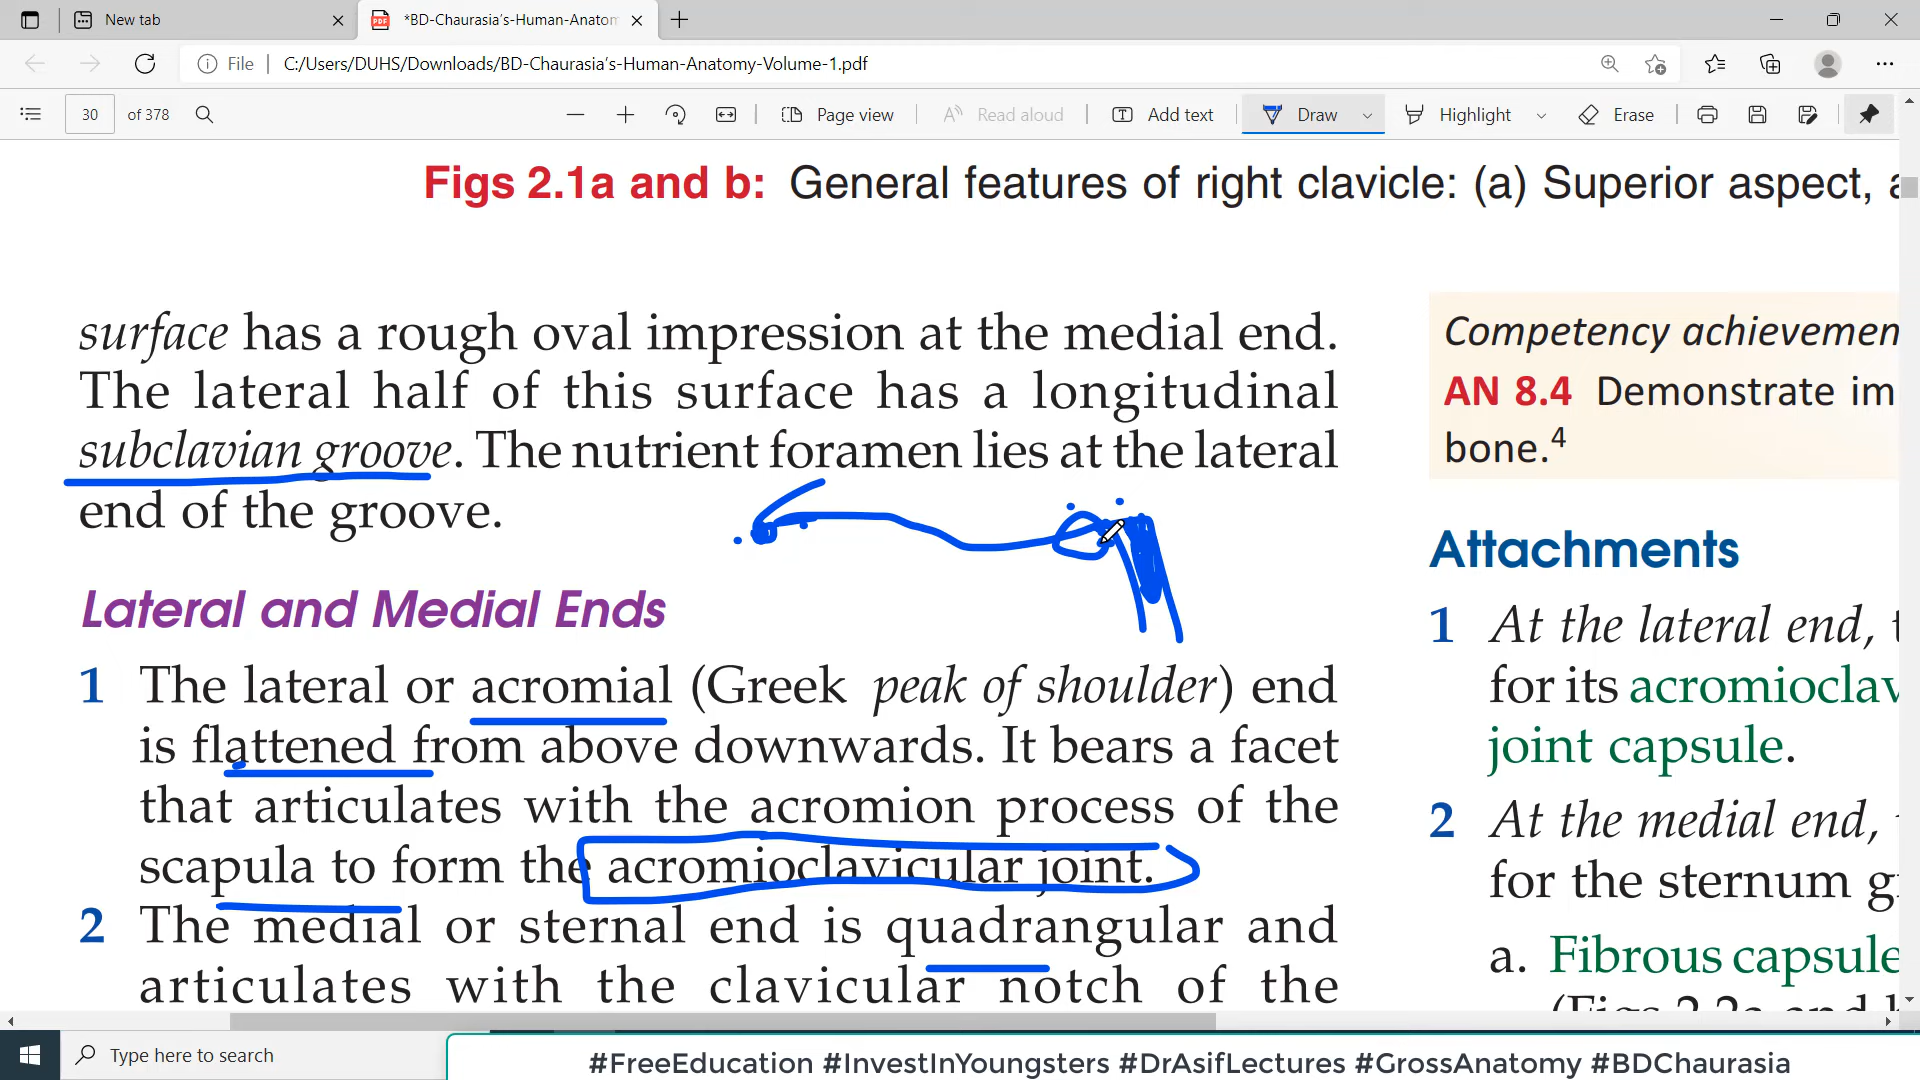 New tab
*BD-Chaurasia's-Human-Anatom
File
C:/Users/DUHS/Downloads/BD-Chaurasia's-Human-Anatomy-Volume-1.pdf
30 of 378
Page view
Read aloud
Add text
Draw
Highlight
Erase
Figs 2.1a and b: General features of right clavicle: (a) Superior aspect, a
surface has a rough oval impression at the medial end.
The lateral half of this surface has a longitudinal
subclavian groove. The nutrient foramen lies at the lateral
end of the groove.
Lateral and Medial Ends
1 The lateral or acromial (Greek peak of shoulder) end
is flattened from above downwards. It bears a facet
that articulates with the acromion process of the
scapula to form the acromioclavicular joint.
2 The medial or sternal end is quadrangular and
articulates with the clavicular notch of the
Competency achievemen
AN 8.4 Demonstrate im
bone.4
Attachments
1 At the lateral end, t
for its acromioclav
joint capsule.
2 At the medial end,
for the sternum g
a. Fibrous capsule
Type here to search
#FreeEducation #InvestInYoungsters #DrAsifLectures #GrossAnatomy #BDChaurasia